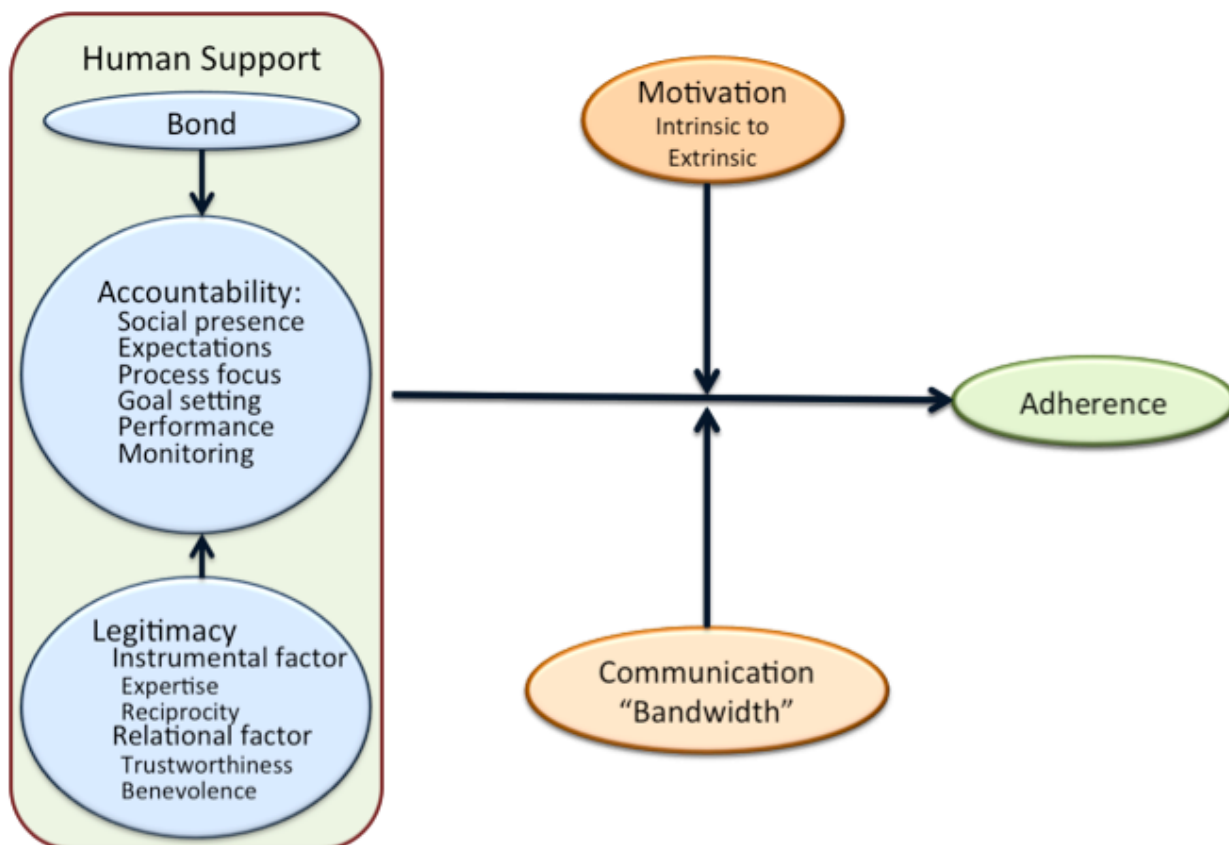 Human Support
Bond
Accountability:
Social presence
Expectations
Process focus
Goal setting
Performance
Monitoring
Legitimacy
Instrumental factor
Expertise
Reciprocity
Relational factor
Trustworthiness
Benevolence
Motivation
Intrinsic to
Extrinsic
Communication
“Bandwidth”
Adherence